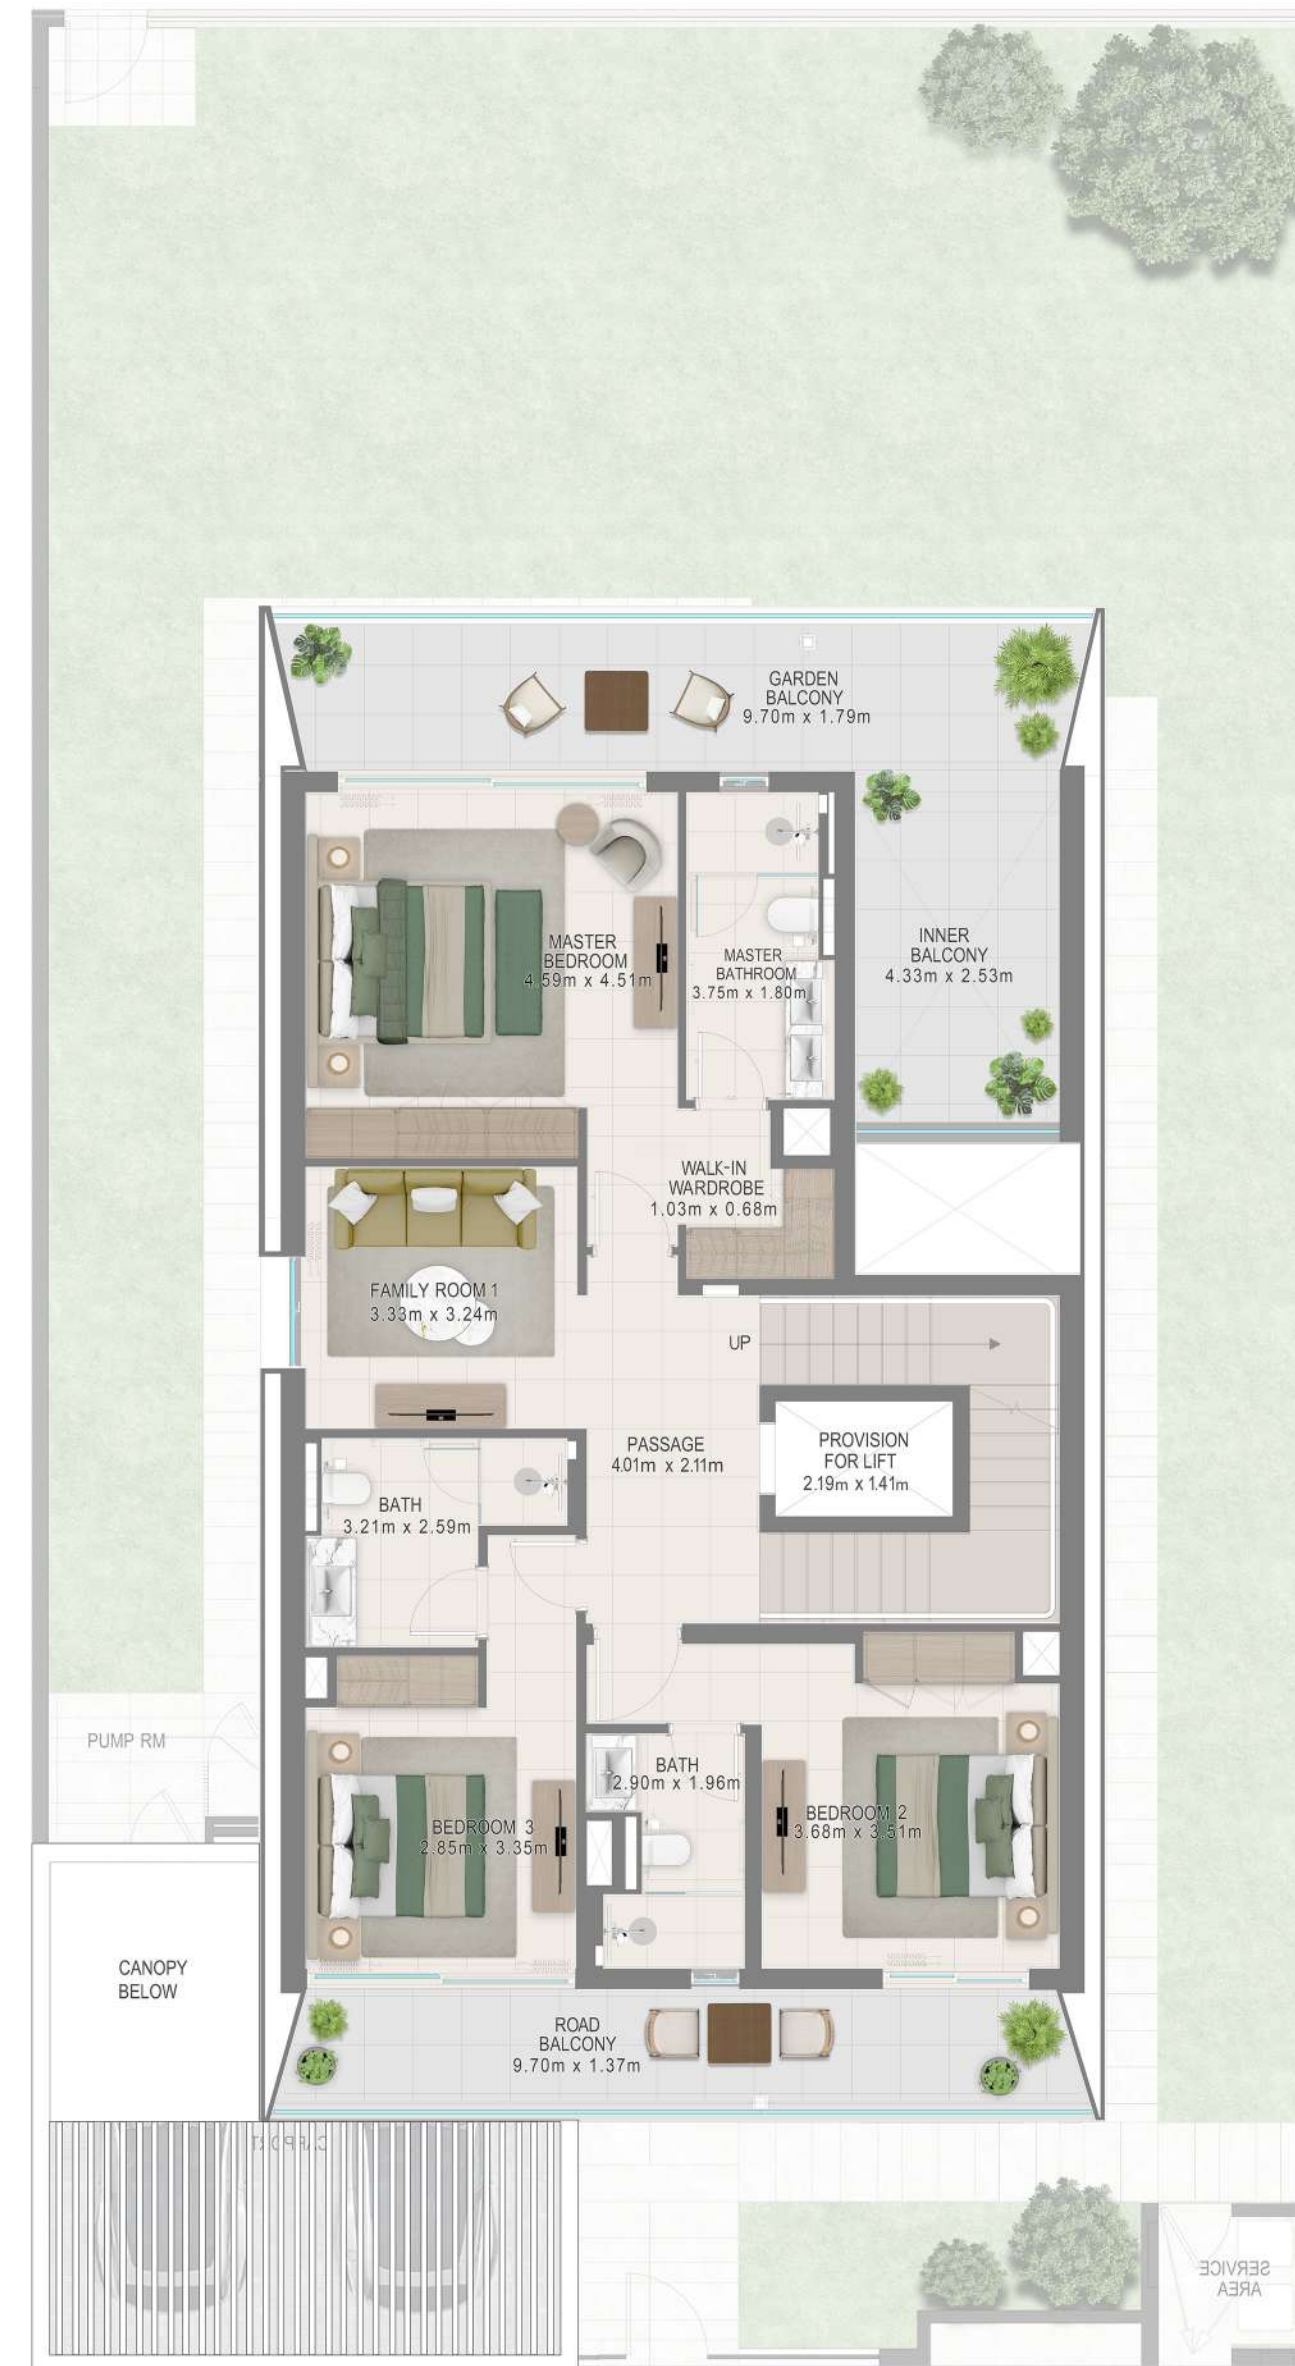 GARDEN
BALCONY
9.70m x 1.79m
MASTER
BEDROOM
4.59m x 4.51m
MASTER
BATHROOM
3.75m x 1.80m
INNER
BALCONY
4.33m x 2.53m
WALK-IN
WARDROBE
1.03m x 0.68m
FAMILY ROOM 1
3.33m x 3.24m
UP
PASSAGE
4.01m x 2.11m
PROVISION
FOR LIFT
2.19m x 1.41m
BATH
3.21m x 2.59m
PUMP RM
BATH
2.90m x 1.96m
BEDROOM 3
2.85m x 3.35m
BEDROOM 2
3.68m x 3.51m
CANOPY
BELOW
ROAD
BALCONY
9.70m x 1.37m
CARPORT
SERVICE
AREA